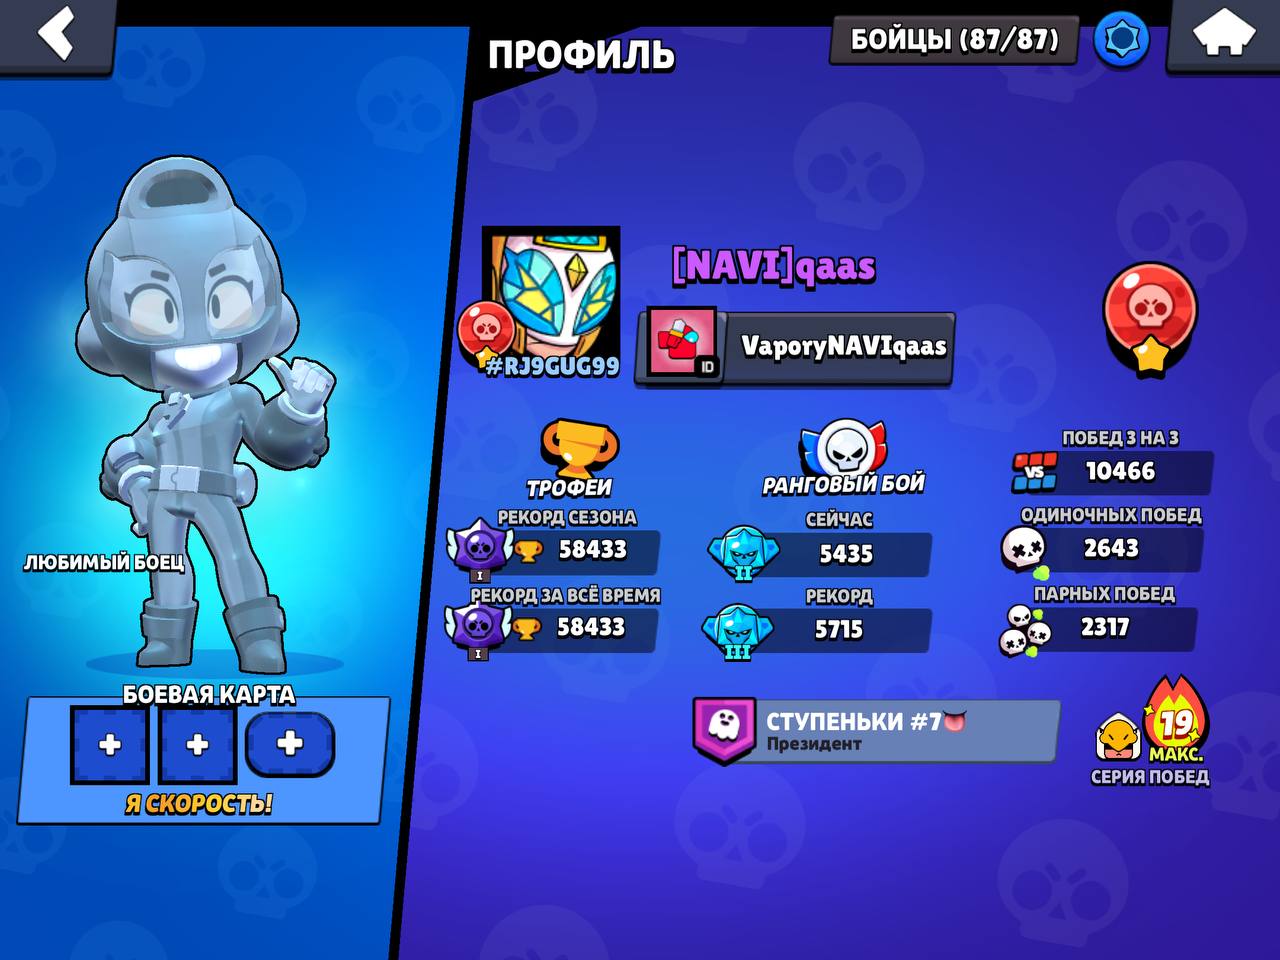 ПРОФИЛЬ
БОЙЦЫ (87/87)
[NAVI]qaas
#RJ9GUG99
ID
VaporyNAVIqaas
ТРОФЕИ
РЕКОРД СЕЗОНА
I
58433
РЕКОРД ЗА ВСЁ ВРЕМЯ
I
58433
РАНГОВЫЙ БОЙ
СЕЙЧАС
II
5435
РЕКОРД
III
5715
ПОБЕД 3 НА 3
VS
10466
ОДИНОЧНЫХ ПОБЕД
2643
ПАРНЫХ ПОБЕД
2317
ЛЮБИМЫЙ БОЕЦ
БОЕВАЯ КАРТА
+ + +
Я СКОРОСТЬ!
СТУПЕНЬКИ #7👅
Президент
19
МАКС.
СЕРИЯ ПОБЕД